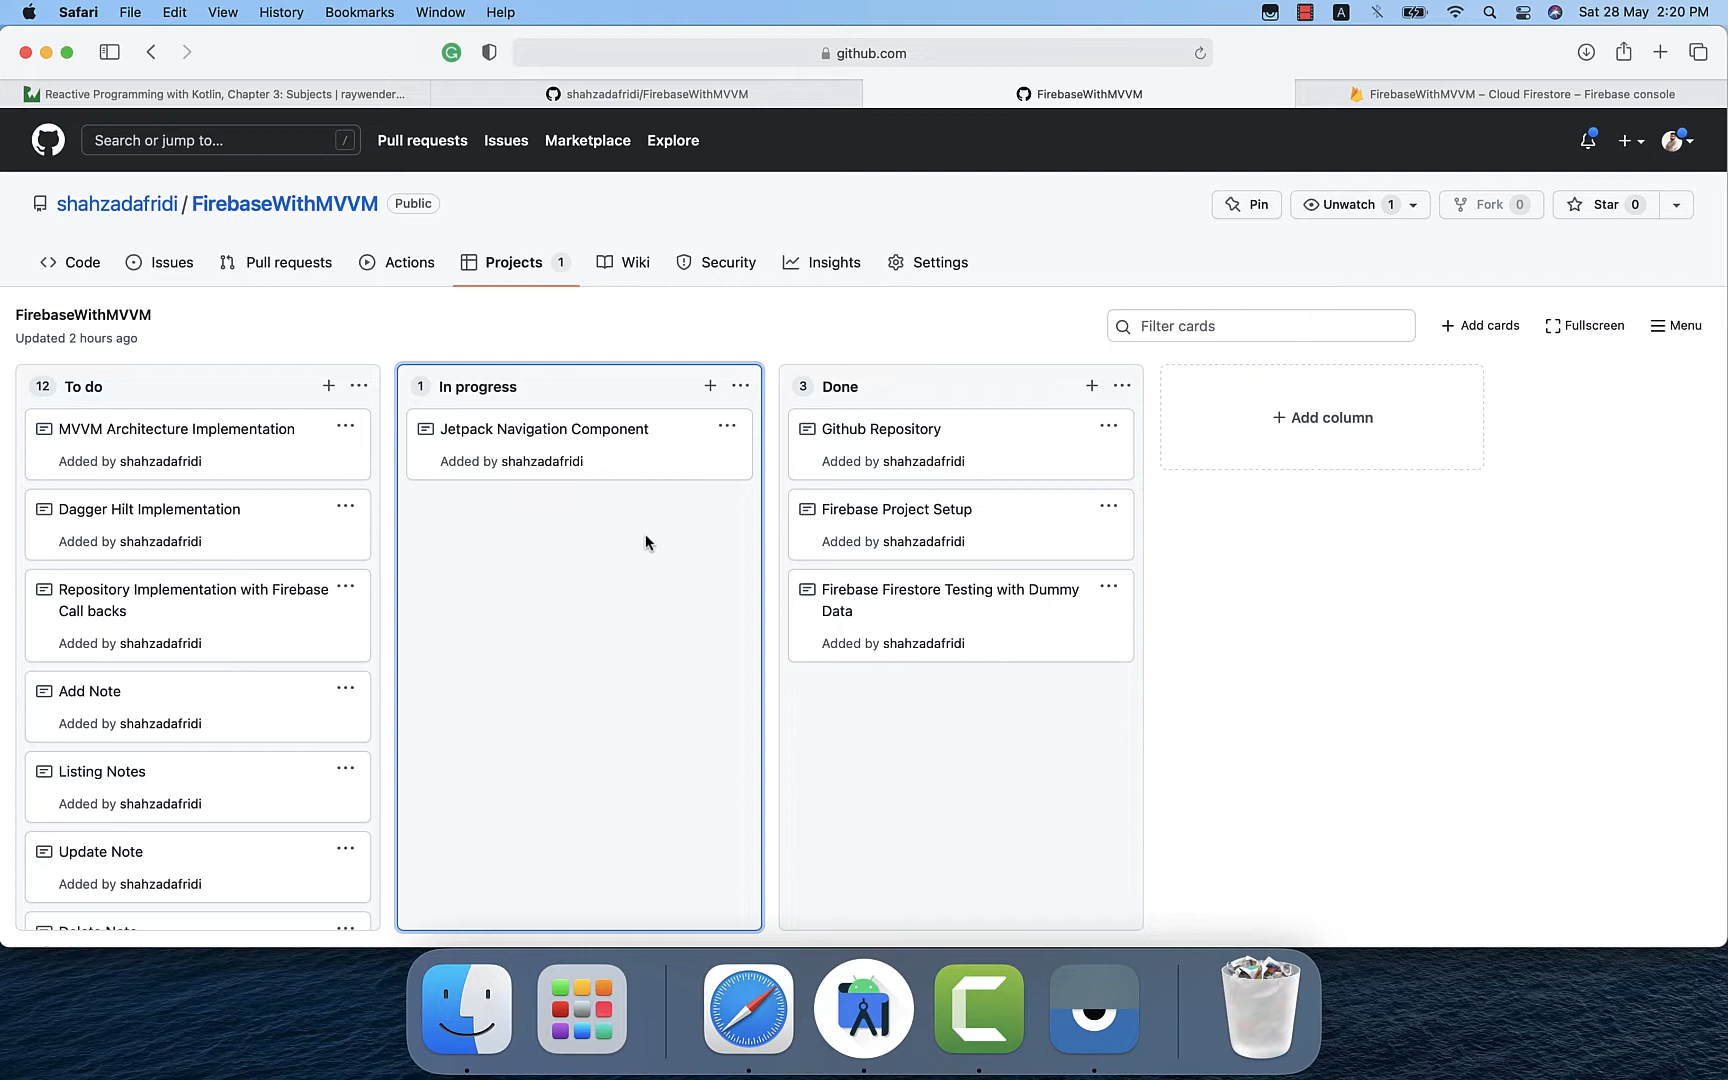 Safari File Edit View History Bookmarks Window Help A Sat 28 May 2:20 PM
github.com
Reactive Programming with Kotlin, Chapter 3: Subjects | raywender... shahzadafridi/FirebaseWithMVVM FirebaseWithMVVM FirebaseWithMVVM – Cloud Firestore – Firebase console
Search or jump to... / Pull requests Issues Marketplace Explore
shahzadafridi / FirebaseWithMVVM Public Pin Unwatch 1 Fork 0 Star 0
Code Issues Pull requests Actions Projects 1 Wiki Security Insights Settings
FirebaseWithMVVM
Updated 2 hours ago
Filter cards + Add cards Fullscreen Menu
12 To do
MVVM Architecture Implementation
Added by shahzadafridi
Dagger Hilt Implementation
Added by shahzadafridi
Repository Implementation with Firebase
Call backs
Added by shahzadafridi
Add Note
Added by shahzadafridi
Listing Notes
Added by shahzadafridi
Update Note
Added by shahzadafridi
1 In progress
Jetpack Navigation Component
Added by shahzadafridi
3 Done
Github Repository
Added by shahzadafridi
Firebase Project Setup
Added by shahzadafridi
Firebase Firestore Testing with Dummy
Data
Added by shahzadafridi
+ Add column